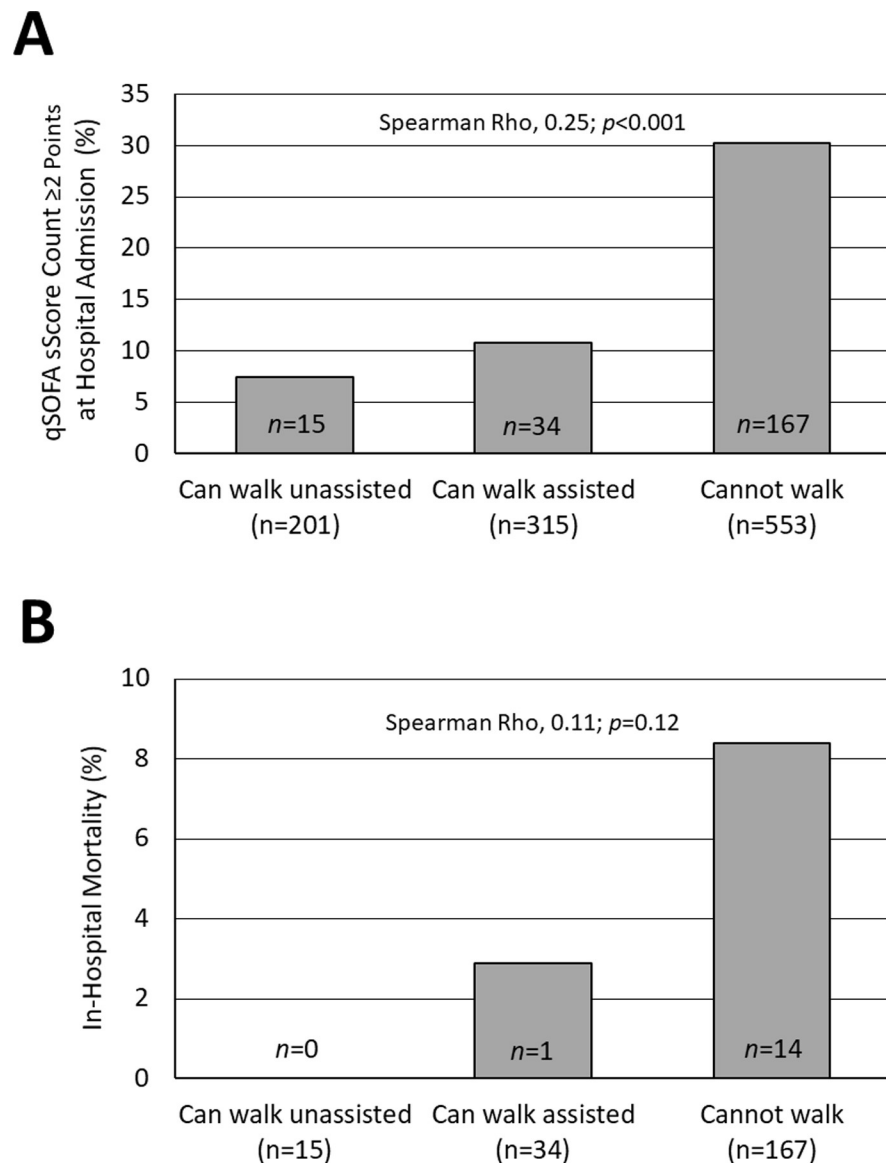 A
qSOFA sScore Count ≥2 Points
at Hospital Admission (%)
35
30
25
20
15
10
5
0
Spearman Rho, 0.25; p<0.001
n=15
n=34
n=167
Can walk unassisted
(n=201)
Can walk assisted
(n=315)
Cannot walk
(n=553)
B
In-Hospital Mortality (%)
10
8
6
4
2
0
Spearman Rho, 0.11; p=0.12
n=0
n=1
n=14
Can walk unassisted
(n=15)
Can walk assisted
(n=34)
Cannot walk
(n=167)